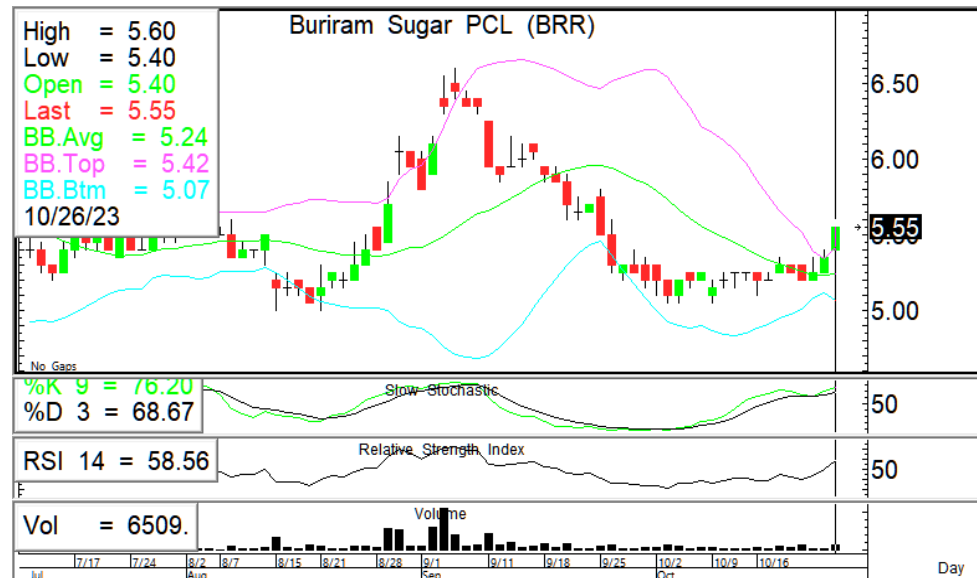 Buriram Sugar PCL (BRR)
High = 5.60
Low = 5.40
Open = 5.40
Last = 5.55
BB.Avg = 5.24
BB.Top = 5.42
BB.Btm = 5.07
10/26/23
6.50
6.00
5.55
5.00
No Gaps
%K 9 = 76.20
%D 3 = 68.67
Slow Stochastic
50
RSI 14 = 58.56
Relative Strength Index
50
Vol = 6509.
Volume
7/17 7/24 8/2 8/7 8/15 8/21 8/28 9/1 9/11 9/18 9/25 10/2 10/9 10/16
Jul Aug Sep Oct
Day